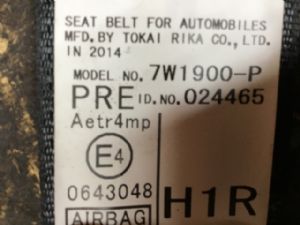 SEAT BELT FOR AUTOMOBILES
MFD.BY TOKAI RIKA CO.,LTD.
IN 2014
MODEL NO. 7W1900-P
PRE ID.NO.024465
Aetr4mp
E4
0643048
AIRBAG H1R